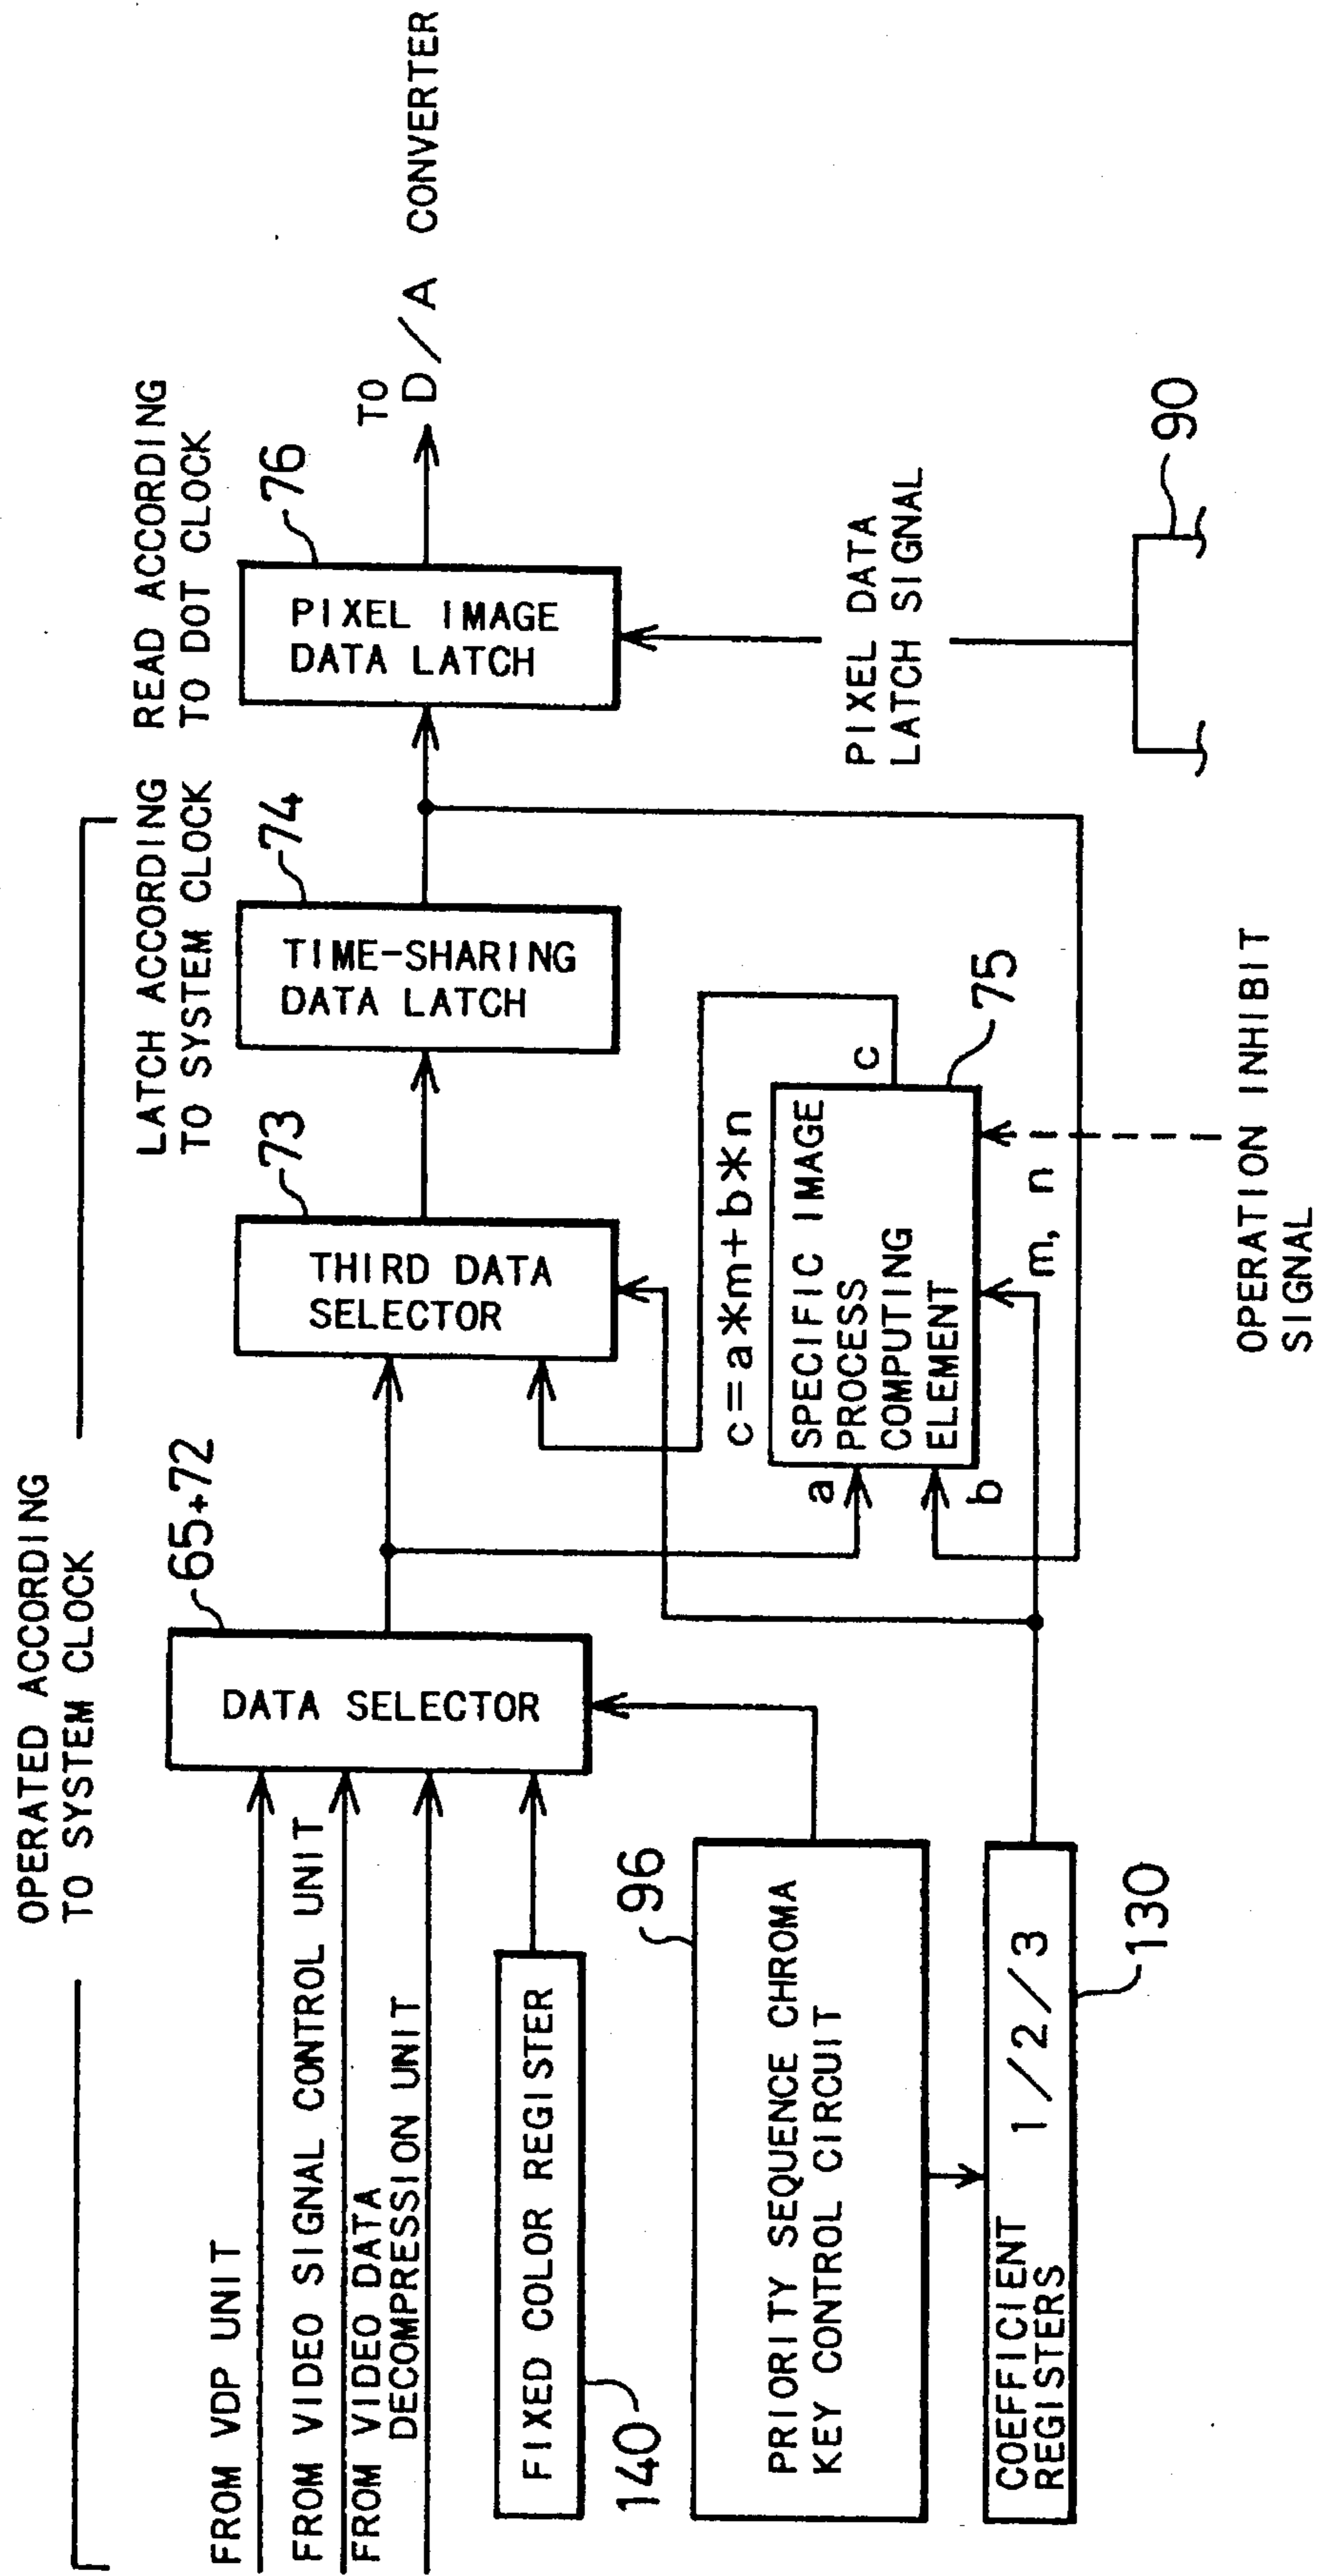 OPERATED ACCORDING
TO SYSTEM CLOCK
LATCH ACCORDING
TO SYSTEM CLOCK
READ ACCORDING
TO DOT CLOCK
FROM VDP UNIT
FROM VIDEO SIGNAL CONTROL UNIT
FROM VIDEO DATA
DECOMPRESSION UNIT
FIXED COLOR REGISTER
140
DATA SELECTOR
65+72
THIRD DATA
SELECTOR
73
TIME-SHARING
DATA LATCH
74
PIXEL IMAGE
DATA LATCH
76
TO
D/A CONVERTER
PRIORITY SEQUENCE CHROMA
KEY CONTROL CIRCUIT
96
COEFFICIENT
REGISTERS
1/2/3
130
c=a*m+b*n
SPECIFIC IMAGE
PROCESS
COMPUTING
ELEMENT
a
b
c
75
m, n
OPERATION INHIBIT
SIGNAL
PIXEL DATA
LATCH SIGNAL
90